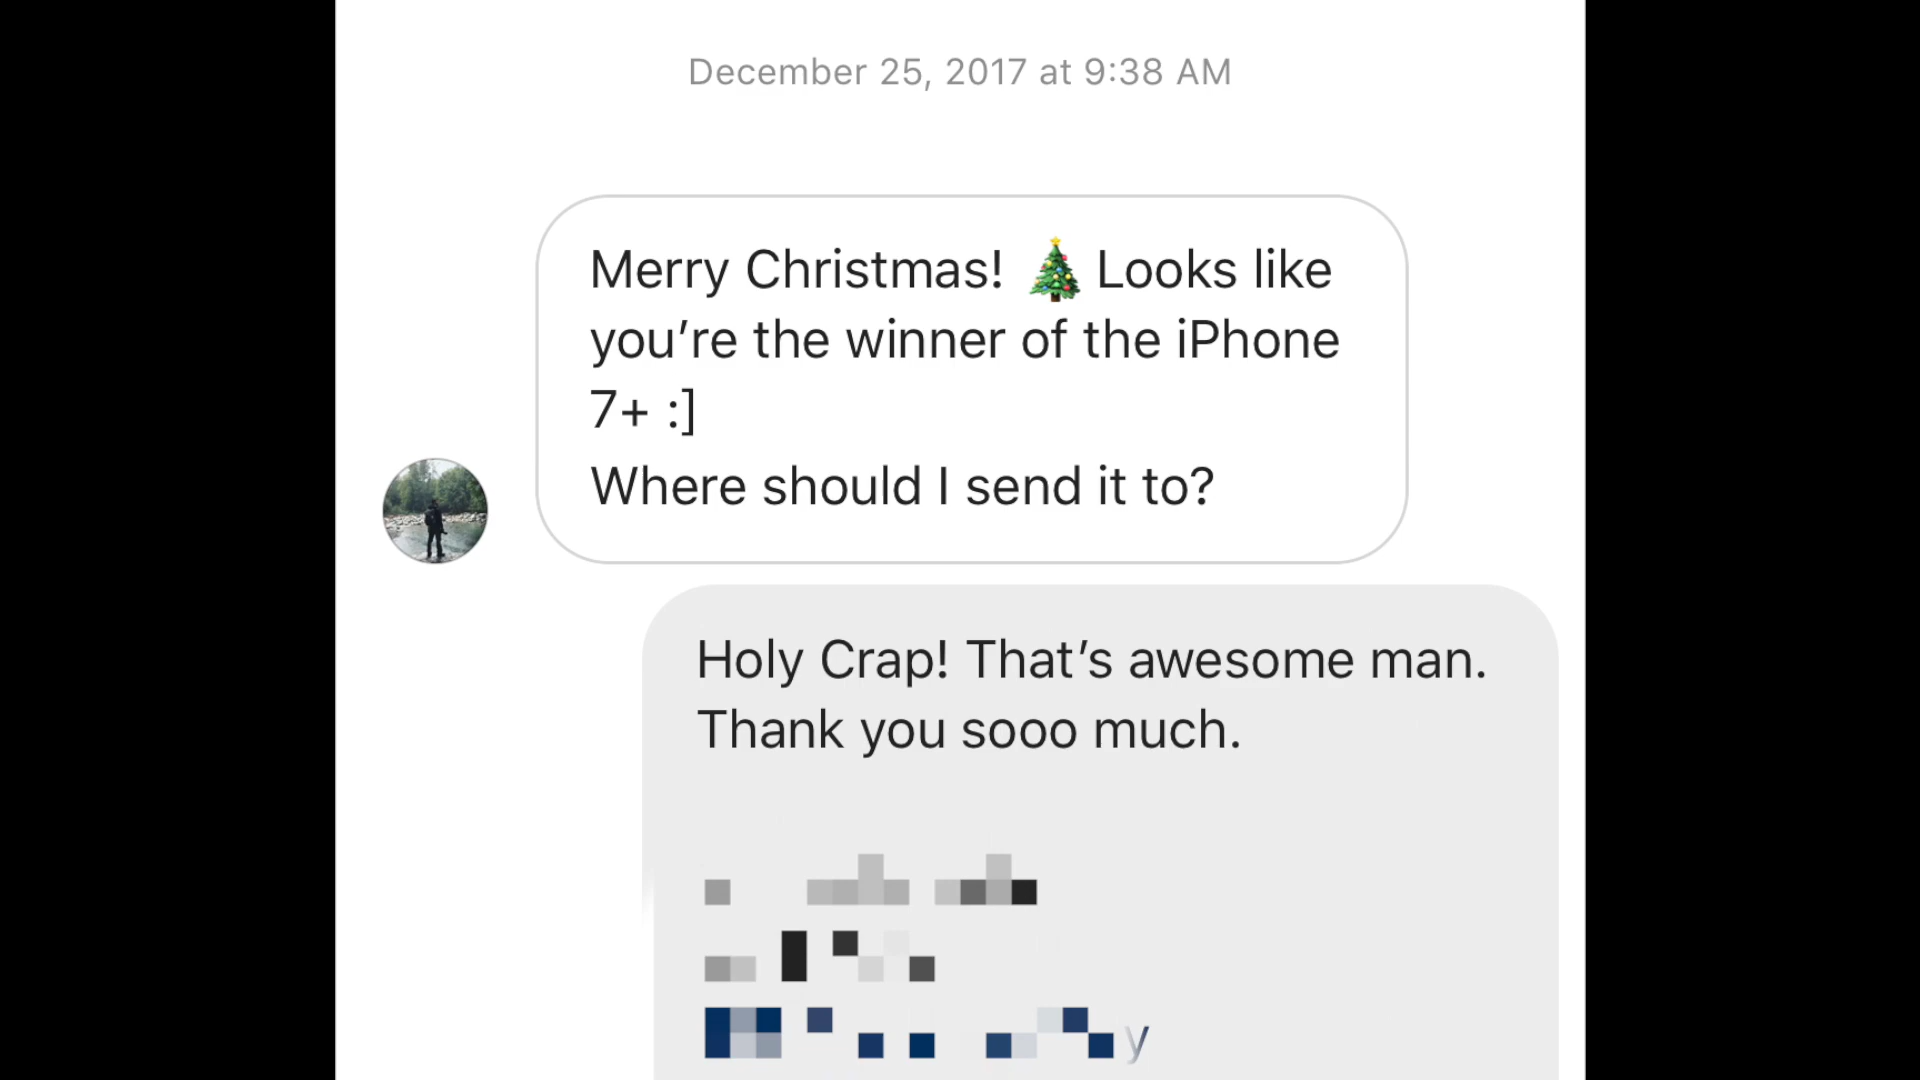 December 25, 2017 at 9:38 AM
Merry Christmas! 🎄 Looks like
you’re the winner of the iPhone
7+ :]
Where should I send it to?
Holy Crap! That’s awesome man.
Thank you sooo much.